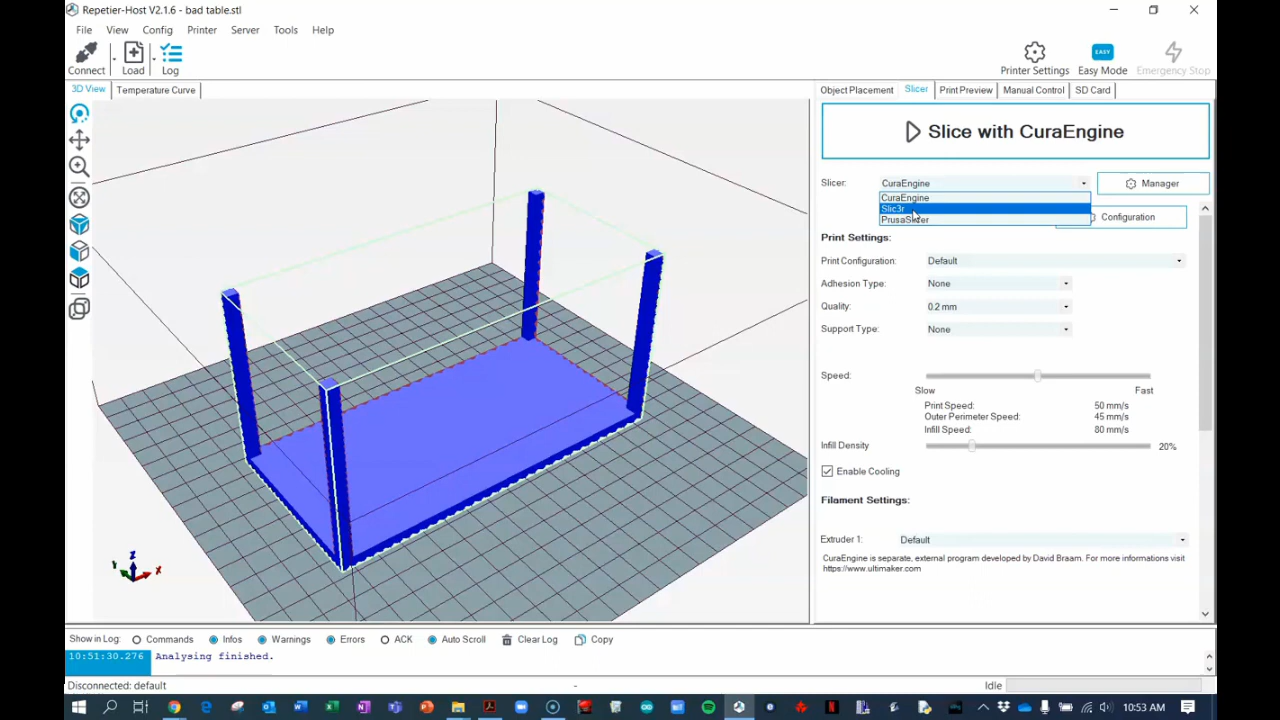 Repetier-Host V2.1.6 - bad table.stl
File View Config Printer Server Tools Help
Connect Load Log Printer Settings Easy Mode Emergency Stop
EASY
3D View Temperature Curve
Object Placement Slicer Print Preview Manual Control SD Card
Slice with CuraEngine
Slicer: CuraEngine Manager
CuraEngine
Slic3r
PrusaSlicer
Configuration
Print Settings:
Print Configuration: Default
Adhesion Type: None
Quality: 0.2 mm
Support Type: None
Speed:
Slow Fast
Print Speed: 50 mm/s
Outer Perimeter Speed: 45 mm/s
Infill Speed: 80 mm/s
Infill Density 20%
Enable Cooling
Filament Settings:
Extruder 1: Default
CuraEngine is separate, external program developed by David Braam. For more informations visit
https://www.ultimaker.com
Z
Y X
Show in Log: Commands Infos Warnings Errors ACK Auto Scroll Clear Log Copy
10:51:30.276 Analysing finished.
Disconnected: default - Idle
10:53 AM